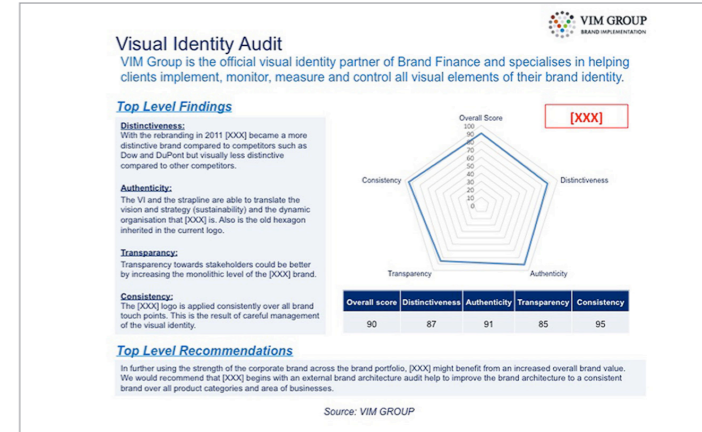 VIM GROUP
BRAND IMPLEMENTATION
Visual Identity Audit
VIM Group is the official visual identity partner of Brand Finance and specialises in helping
clients implement, monitor, measure and control all visual elements of their brand identity.
Top Level Findings
Distinctiveness:
With the rebranding in 2011 [XXX] became a more
distinctive brand compared to competitors such as
Dow and DuPont but visually less distinctive
compared to other competitors.
Authenticity:
The VI and the strapline are able to translate the
vision and strategy (sustainability) and the dynamic
organisation that [XXX] is. Also is the old hexagon
inherited in the current logo.
Transparancy:
Transparency towards stakeholders could be better
by increasing the monolithic level of the [XXX] brand.
Consistency:
The [XXX] logo is applied consistently over all brand
touch points. This is the result of careful management
of the visual identity.
[XXX]
Overall Score
100
90
80
70
60
50
40
30
20
10
0
Consistency
Distinctiveness
Transparency
Authenticity
Overall score Distinctiveness Authenticity Transparency Consistency
90 87 91 85 95
Top Level Recommendations
In further using the strength of the corporate brand across the brand portfolio, [XXX] might benefit from an increased overall brand value.
We would recommend that [XXX] begins with an external brand architecture audit help to improve the brand architecture to a consistent
brand over all product categories and area of businesses.
Source: VIM GROUP